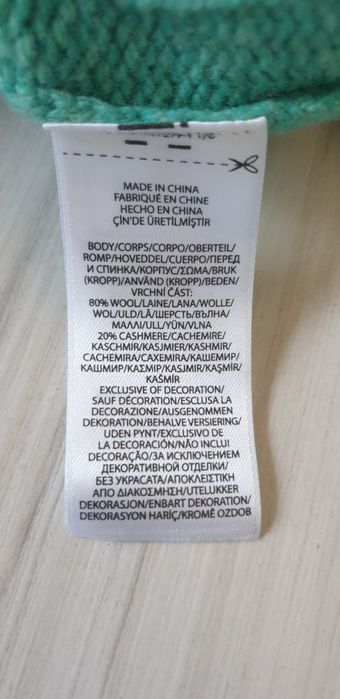 MADE IN CHINA
FABRIQUÉ EN CHINE
HECHO EN CHINA
ÇİN'DE ÜRETİLMİŞTİR
BODY/CORPS/CORPO/OBERTEIL/
ROMP/HOVEDDEL/CUERPO/ПЕРЕД
И СПИНКА/КОРПУС/ΣΩΜΑ/BRUK
(KROPP)/ANVÄND (KROPP)/BEDEN/
VRCHNÍ ČÁST:
80% WOOL/LAINE/LANA/WOLLE/
WOL/ULD/LÃ/ШЕРСТЬ/ВЪЛНА/
ΜΑΛΛΙ/ULL/YÜN/VLNA
20% CASHMERE/CACHEMIRE/
KASCHMIR/KASJMIER/KASHMIR/
CACHEMIRA/CAXEMIRA/КАШЕМИР/
КАШМИР/ΚΑΣΜΙΡ/KASJMIR/KAŞMİR/
KAŠMÍR
EXCLUSIVE OF DECORATION/
SAUF DÉCORATION/ESCLUSA LA
DECORAZIONE/AUSGENOMMEN
DEKORATION/BEHALVE VERSIERING/
UDEN PYNT/EXCLUSIVO DE
LA DECORACIÓN/NÃO INCLUI
DECORAÇÃO/ЗА ИСКЛЮЧЕНИЕМ
ДЕКОРАТИВНОЙ ОТДЕЛКИ/
БЕЗ УКРАСАТА/ΑΠΟΚΛΕΙΣΤΙΚΗ
ΑΠΟ ΔΙΑΚΟΣΜΗΣΗ/UTELUKKER
DEKORASJON/ENBART DEKORATION/
DEKORASYON HARİÇ/KROMĚ OZDOB